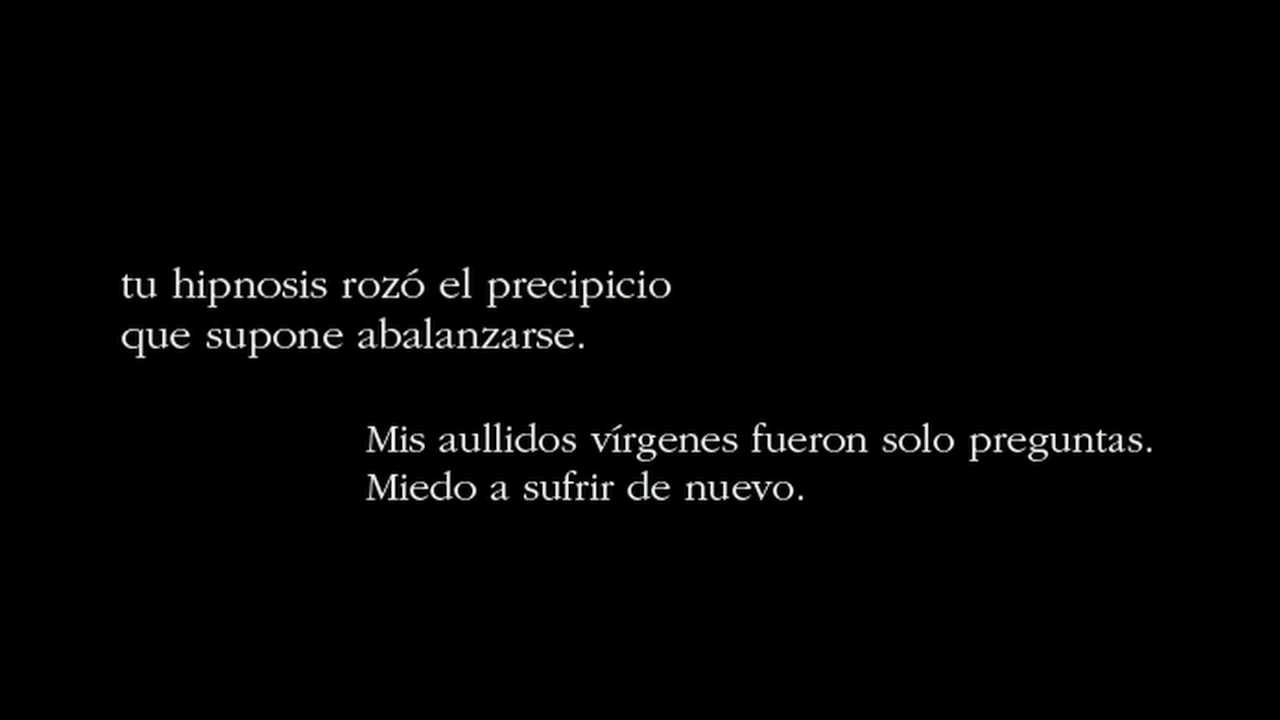 tu hipnosis rozó el precipicio
que supone abalanzarse.
Mis aullidos vírgenes fueron solo preguntas.
Miedo a sufrir de nuevo.